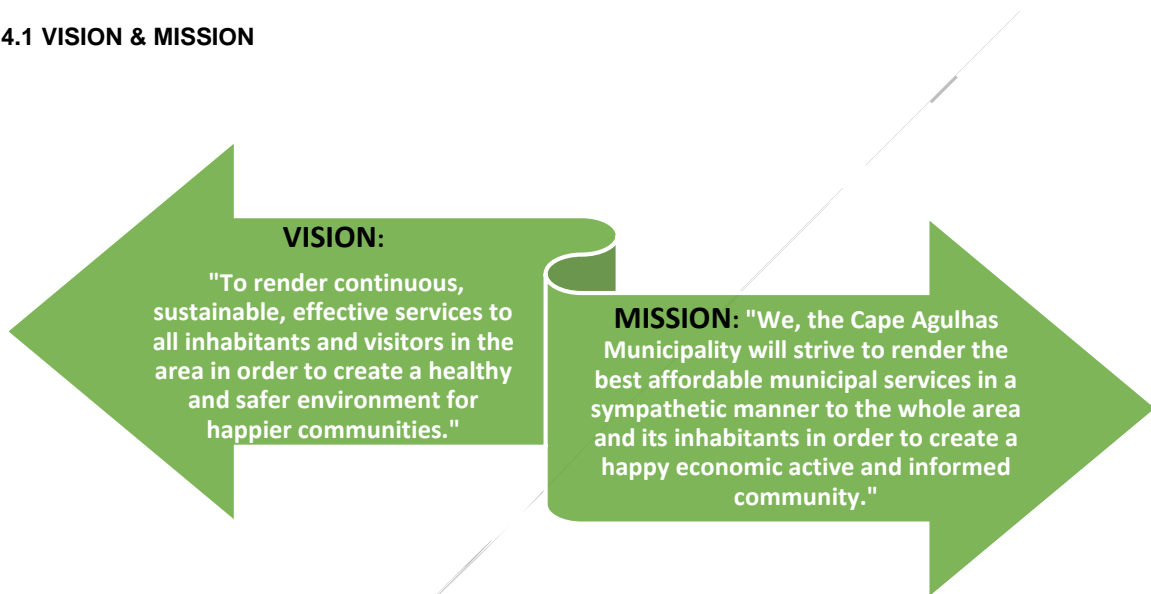 4.1 VISION & MISSION
VISION:
"To render continuous,
sustainable, effective services to
all inhabitants and visitors in the
area in order to create a healthy
and safer environment for
happier communities."
MISSION: "We, the Cape Agulhas
Municipality will strive to render the
best affordable municipal services in a
sympathetic manner to the whole area
and its inhabitants in order to create a
happy economic active and informed
community."